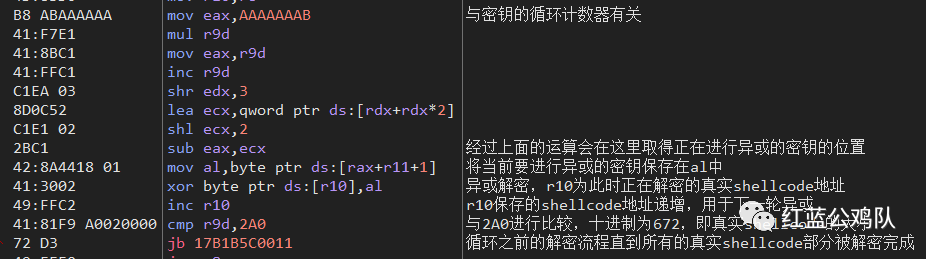 B8 ABAAAAAA mov eax,AAAAAAAB 与密钥的循环计数器有关
41:F7E1 mul r9d
41:8BC1 mov eax,r9d
41:FFC1 inc r9d
C1EA 03 shr edx,3
8D0C52 lea ecx,qword ptr ds:[rdx+rdx*2]
C1E1 02 shl ecx,2
2BC1 sub eax,ecx 经过上面的运算会在这里取得正在进行异或的密钥的位置
42:8A4418 01 mov al,byte ptr ds:[rax+r11+1] 将当前要进行异或的密钥保存在al中
41:3002 xor byte ptr ds:[r10],al 异或解密，r10为此时正在解密的真实shellcode地址
49:FFC2 inc r10 r10保存的shellcode地址递增，用于下一轮异或
41:81F9 A0020000 cmp r9d,2A0 与2A0进行比较，十进制为672，即真实
72 D3 jb 17B1B5C0011 循环之前的解密流程直到所有的真实shellcode部分被解密完成
红蓝公鸡队